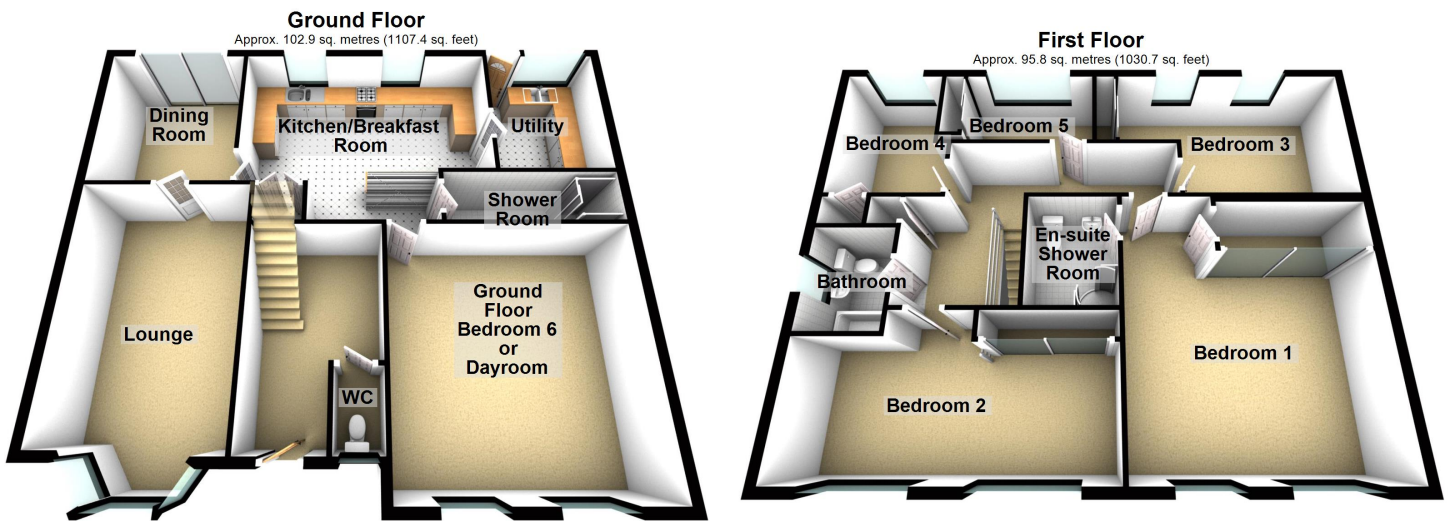 Ground Floor
Approx. 102.9 sq. metres (1107.4 sq. feet)
Dining
Room
Kitchen/Breakfast
Room
Utility
Shower
Room
Lounge
Ground
Floor
Bedroom 6
or
Dayroom
WC
First Floor
Approx. 95.8 sq. metres (1030.7 sq. feet)
Bedroom 4
Bedroom 5
Bedroom 3
En-suite
Shower
Room
Bathroom
Bedroom 1
Bedroom 2